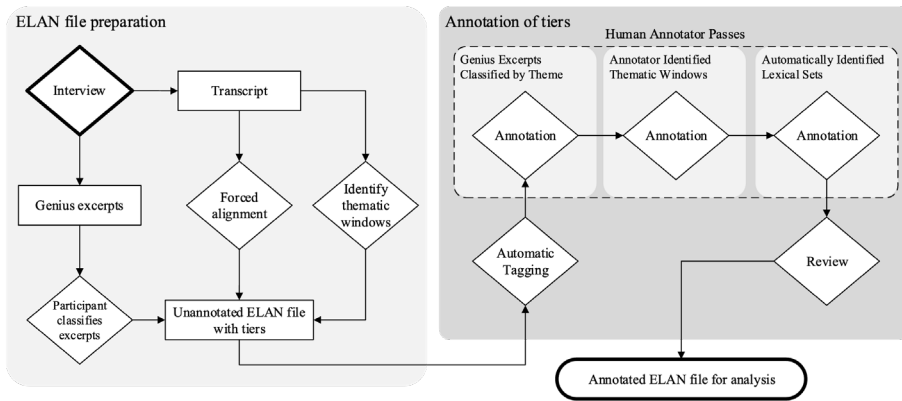 ELAN file preparation
Interview
Transcript
Genius excerpts
Forced
alignment
Identify
thematic
windows
Participant
classifies
excerpts
Unannotated ELAN file
with tiers
Annotation of tiers
Human Annotator Passes
Genius Excerpts
Classified by Theme
Annotator Identified
Thematic Windows
Automatically Identified
Lexical Sets
Annotation
Annotation
Annotation
Automatic
Tagging
Review
Annotated ELAN file for analysis